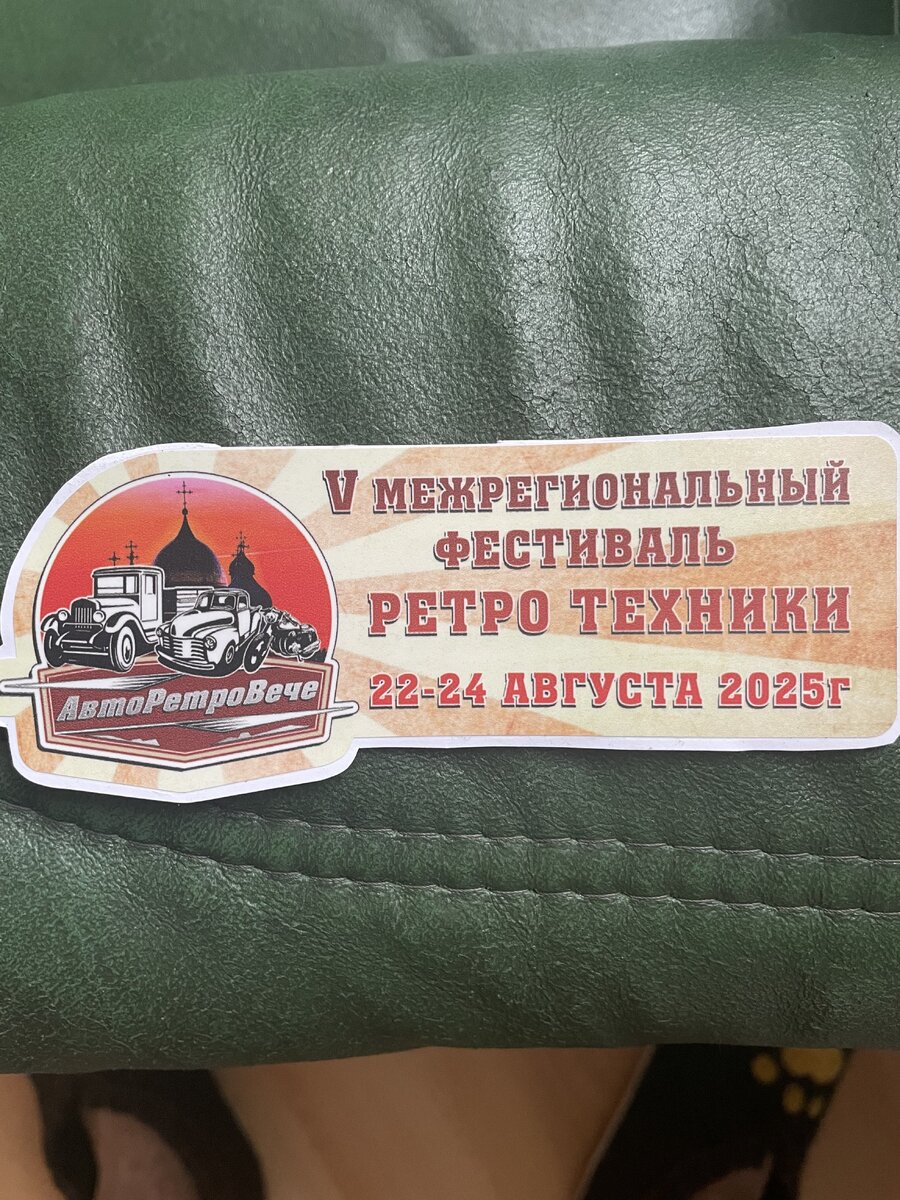 V МЕЖРЕГИОНАЛЬНЫЙ
ФЕСТИВАЛЬ
РЕТРО ТЕХНИКИ
22-24 АВГУСТА 2025г
АвтоРетроВече